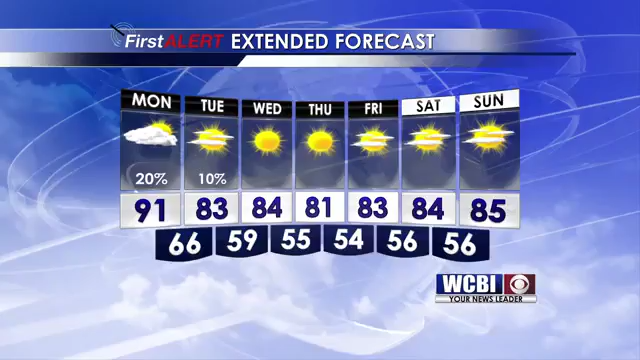 FirstALERT EXTENDED FORECAST
MON TUE WED THU FRI SAT SUN
20% 10%
91 83 84 81 83 84 85
66 59 55 54 56 56
WCBI
YOUR NEWS LEADER